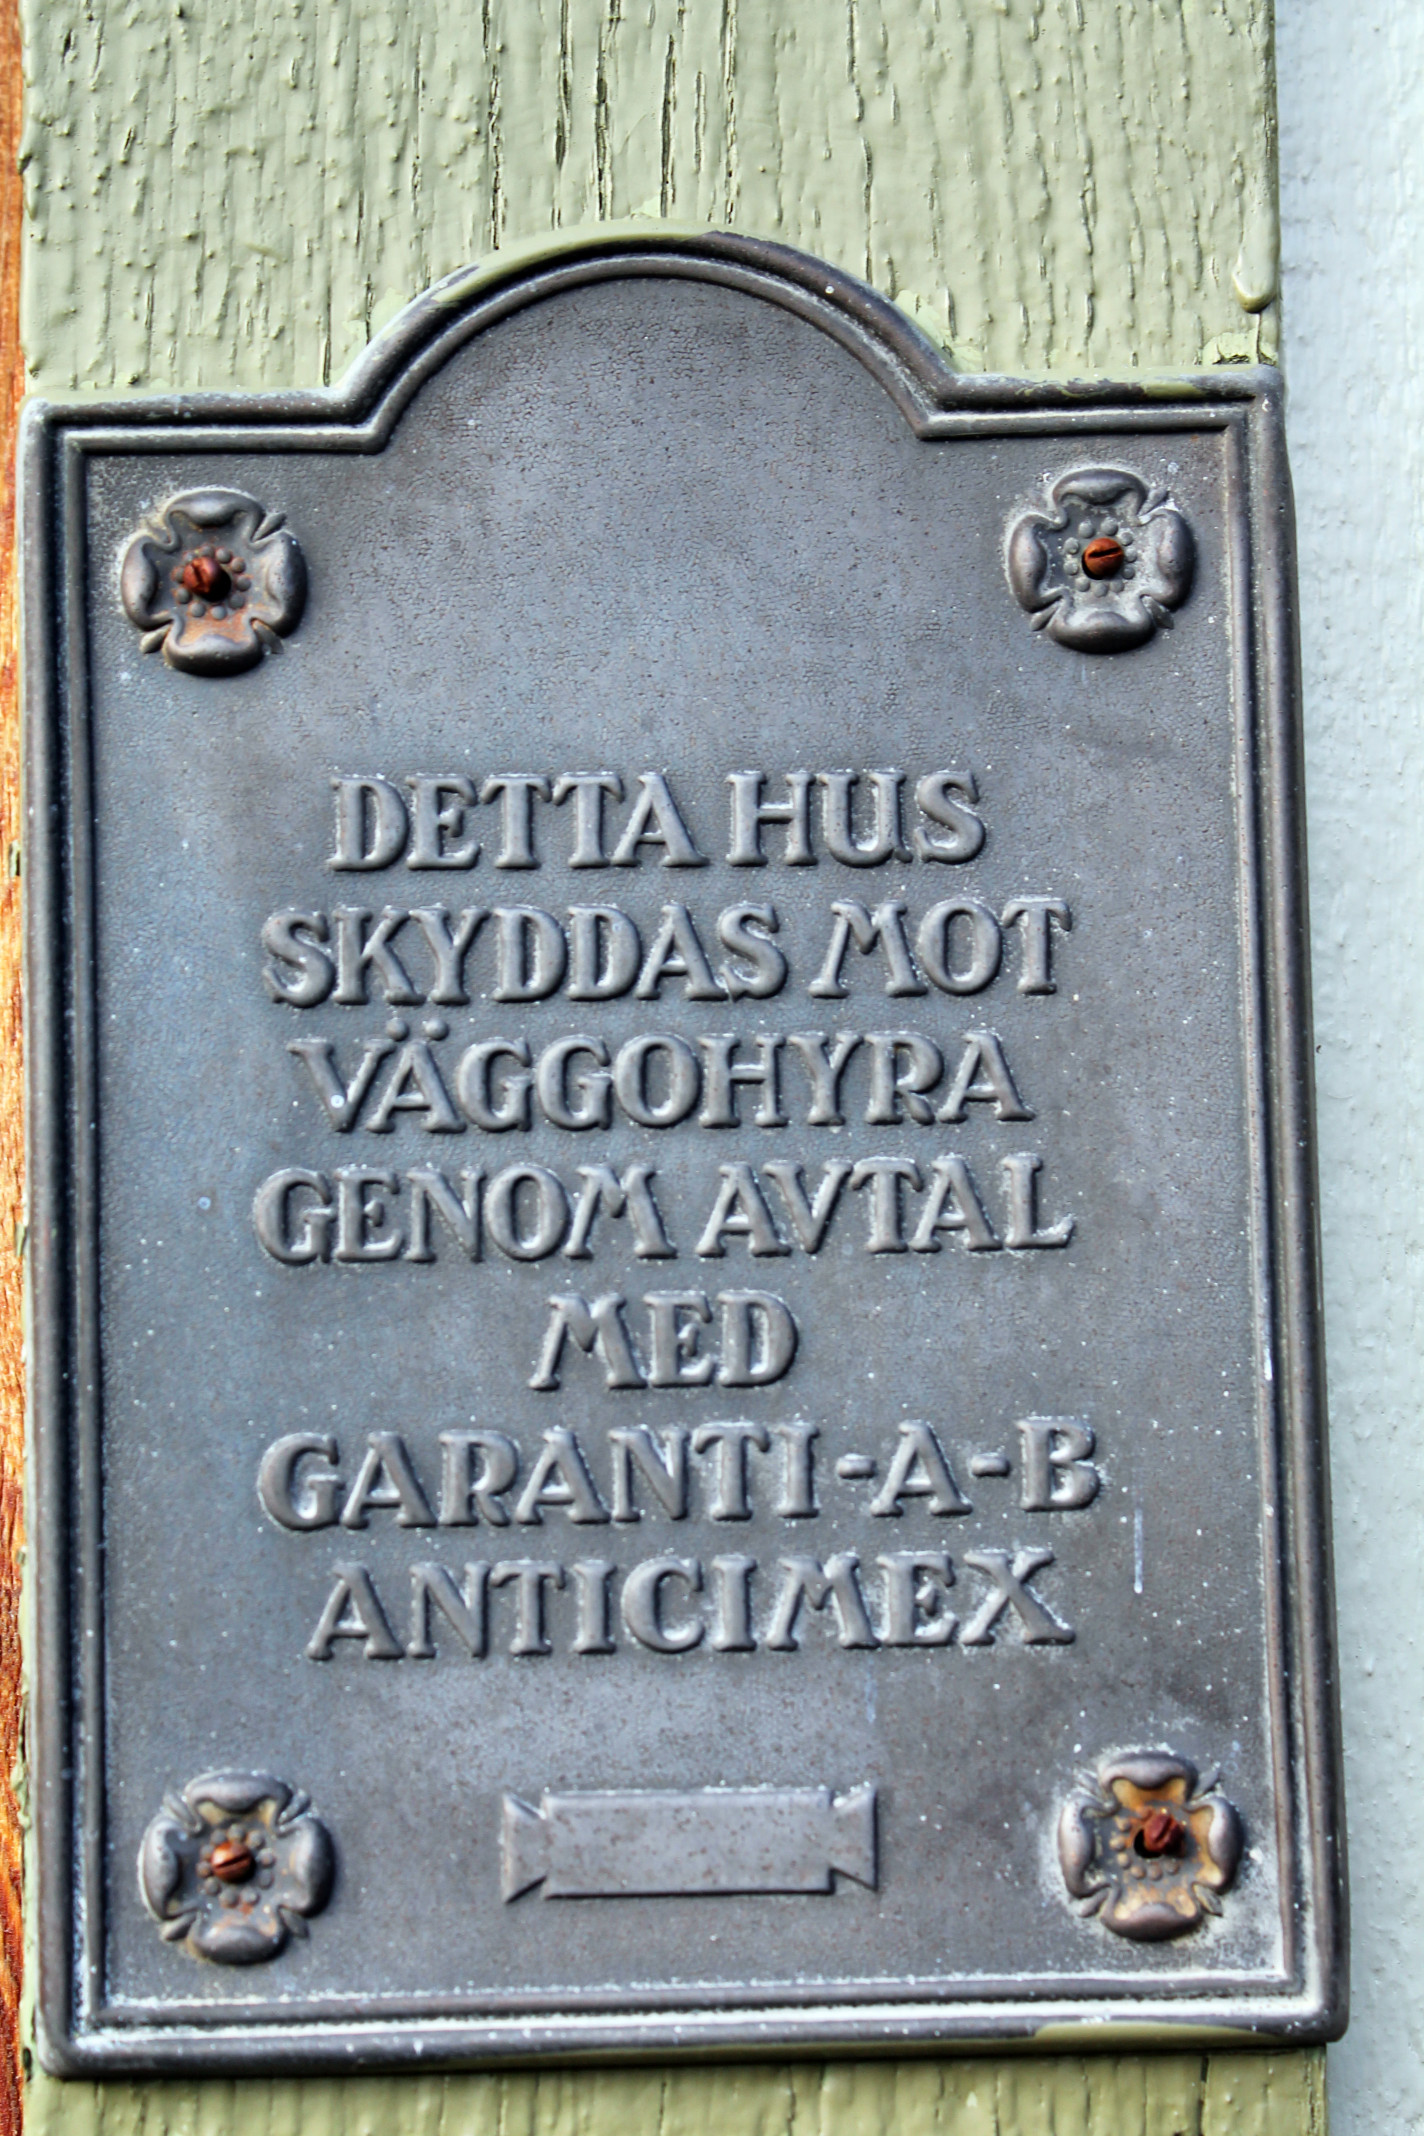 DETTA HUS
SKYDDAS MOT
VÄGGOHYRA
GENOM AVTAL
MED
GARANTI-A-B
ANTICIMEX